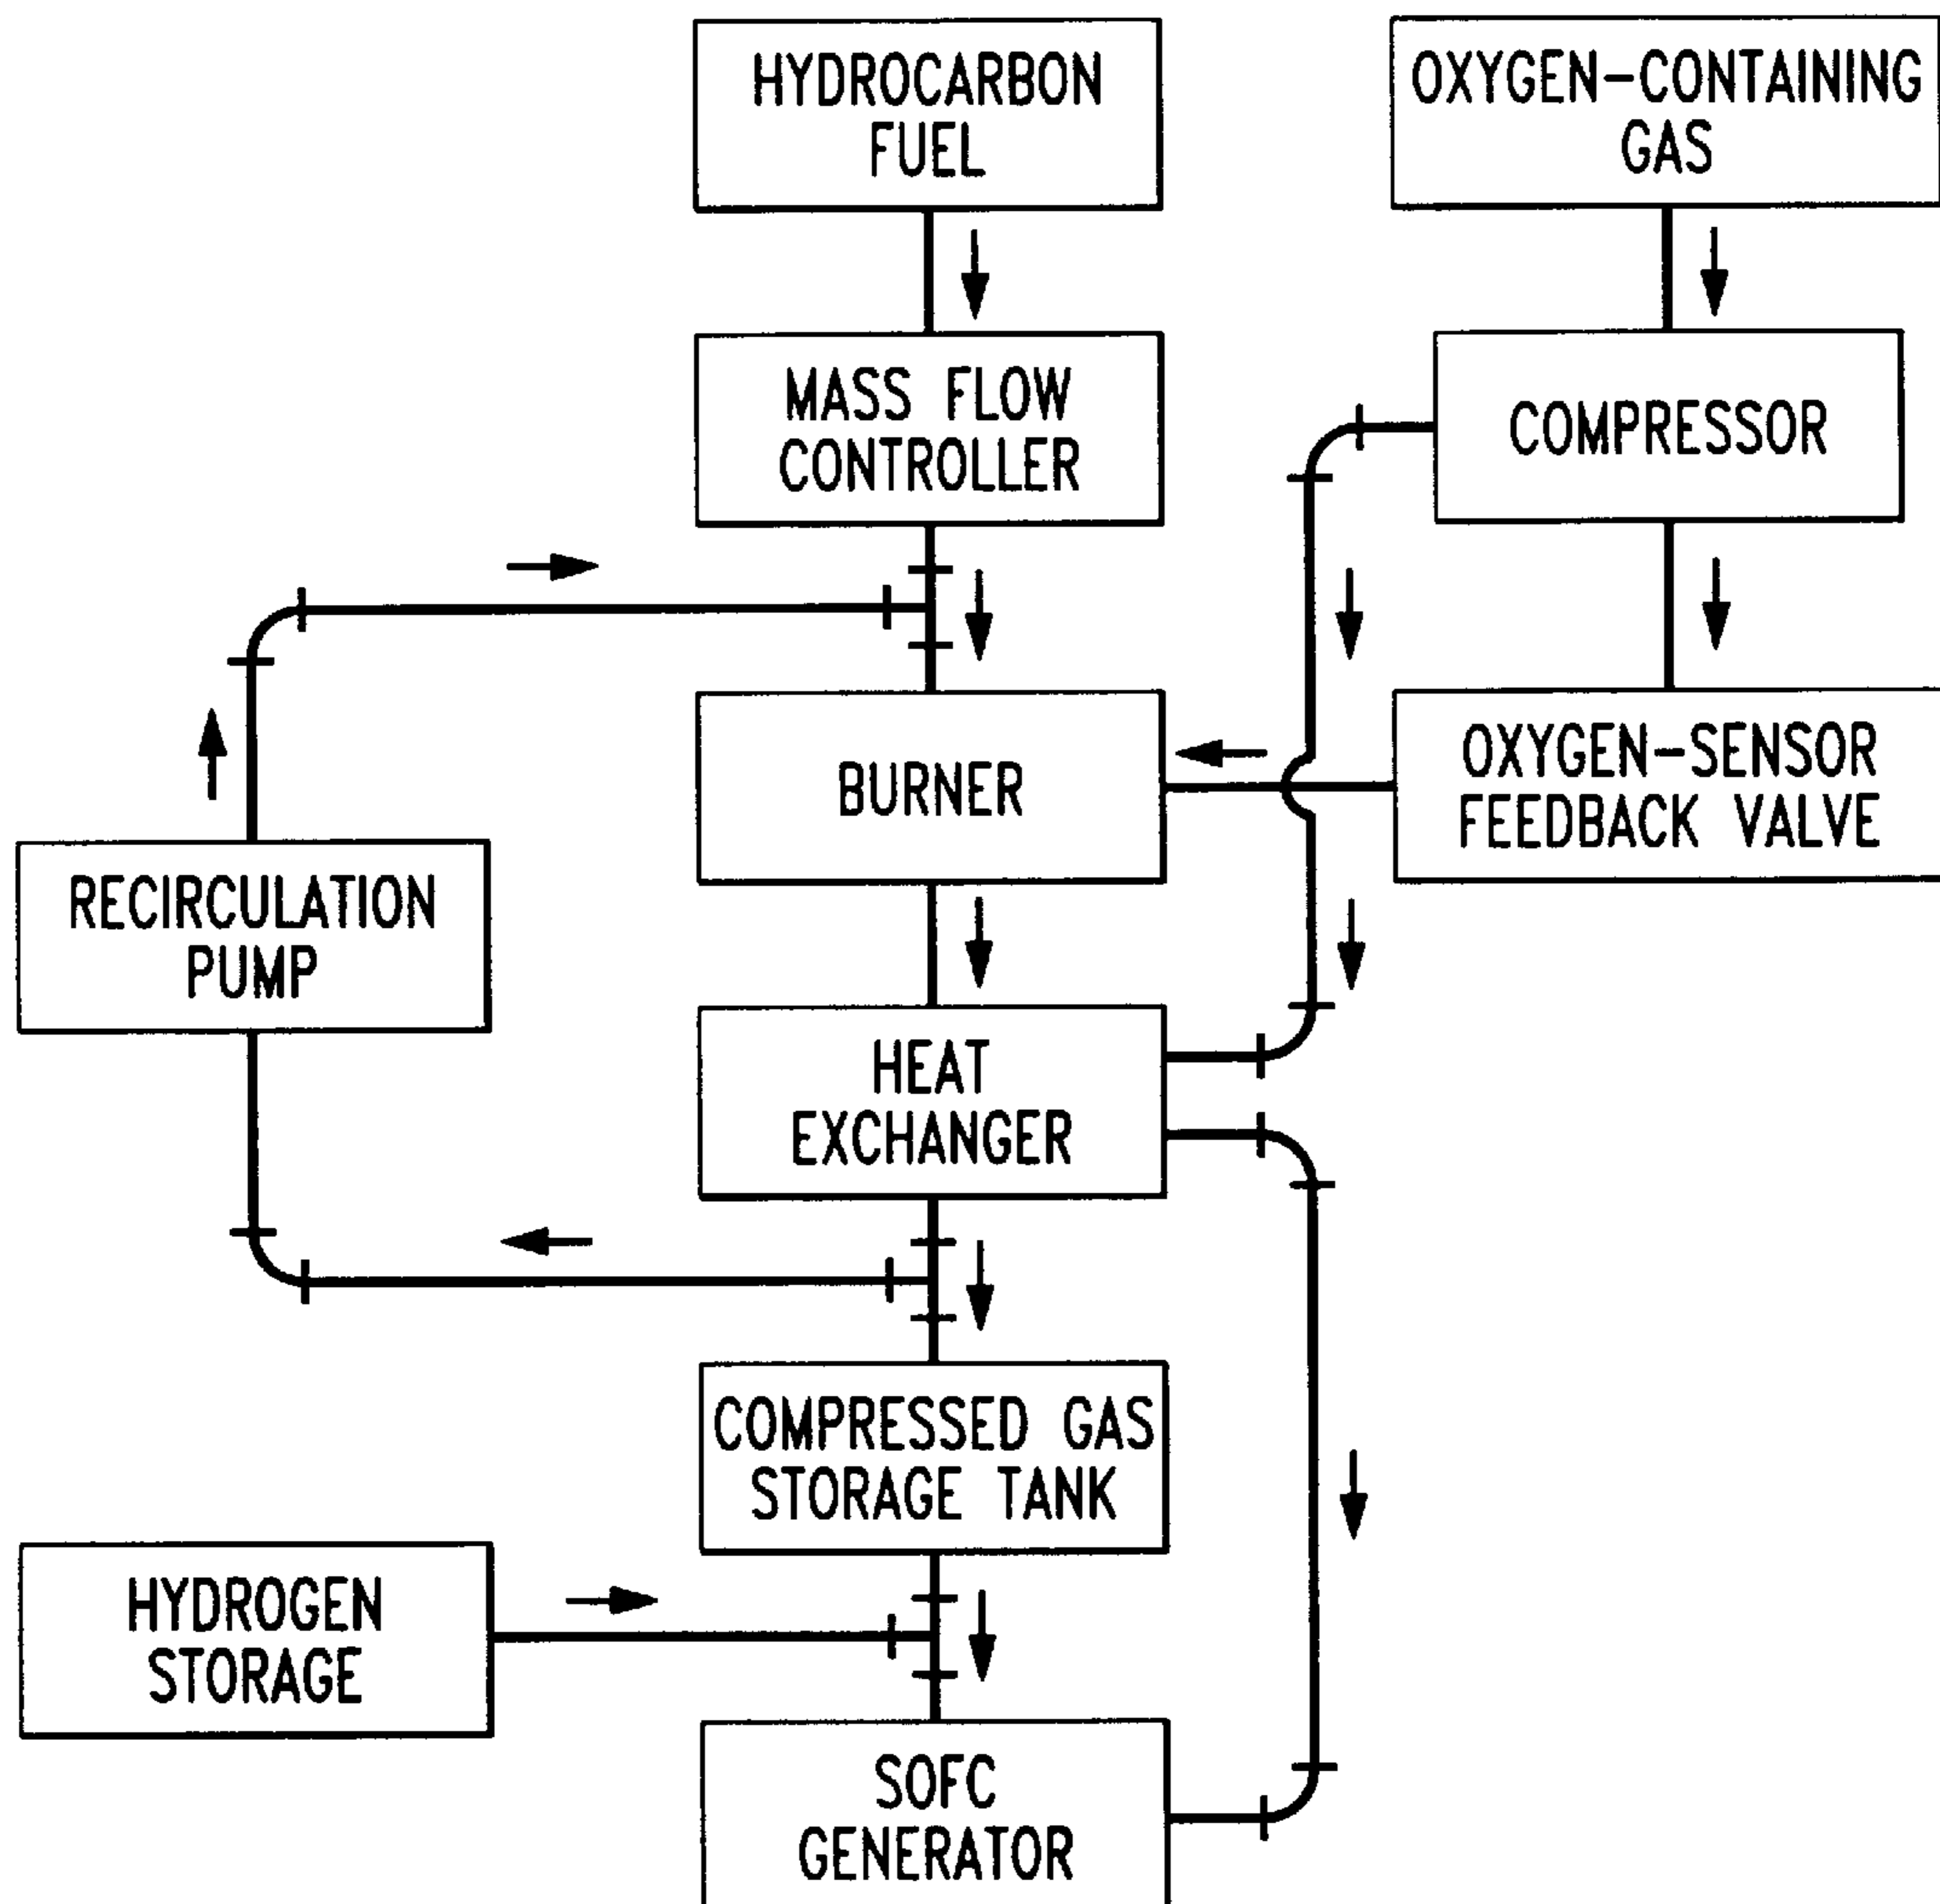 HYDROCARBON
FUEL
OXYGEN-CONTAINING
GAS
MASS FLOW
CONTROLLER
COMPRESSOR
BURNER
OXYGEN-SENSOR
FEEDBACK VALVE
RECIRCULATION
PUMP
HEAT
EXCHANGER
COMPRESSED GAS
STORAGE TANK
HYDROGEN
STORAGE
SOFC
GENERATOR